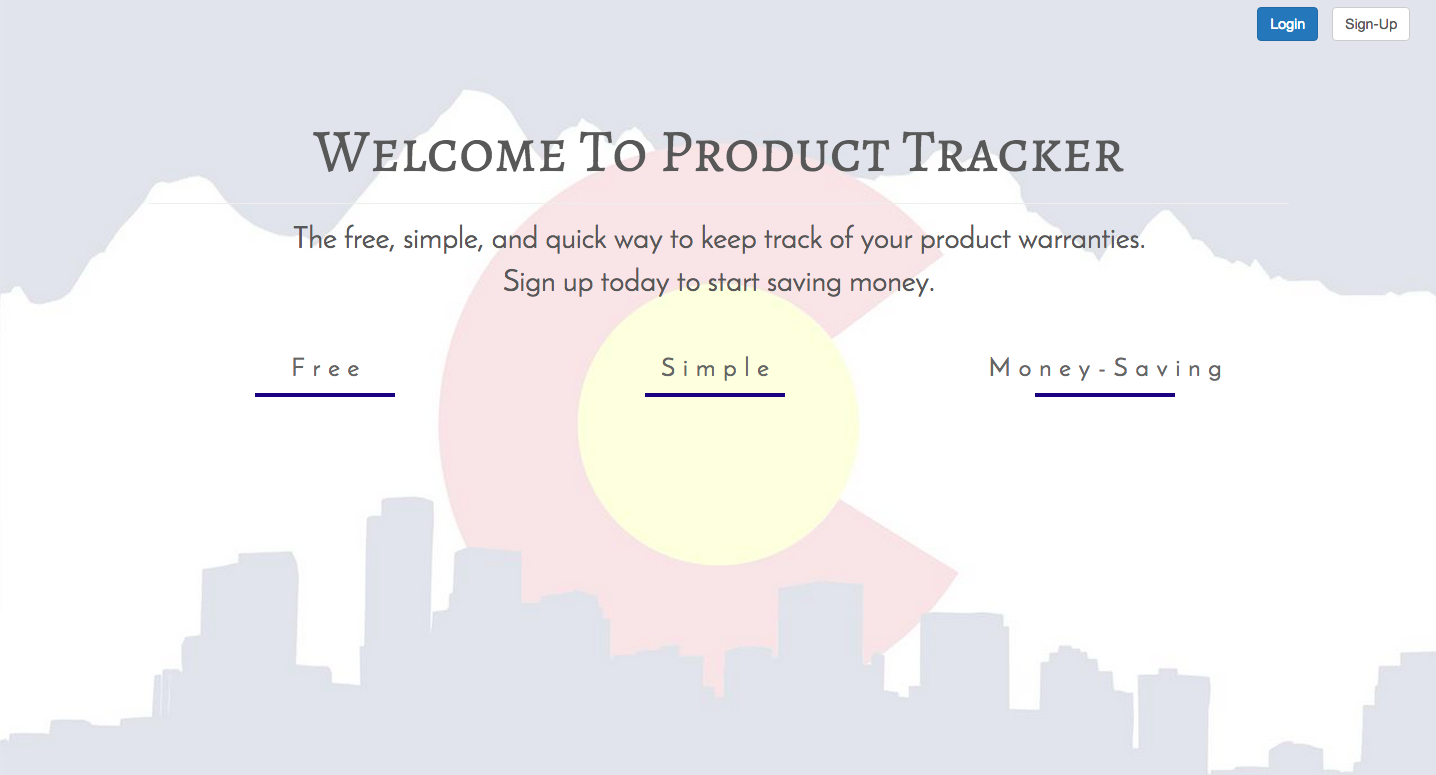 Login Sign-Up
Welcome To Product Tracker
The free, simple, and quick way to keep track of your product warranties.
Sign up today to start saving money.
Free Simple Money-Saving